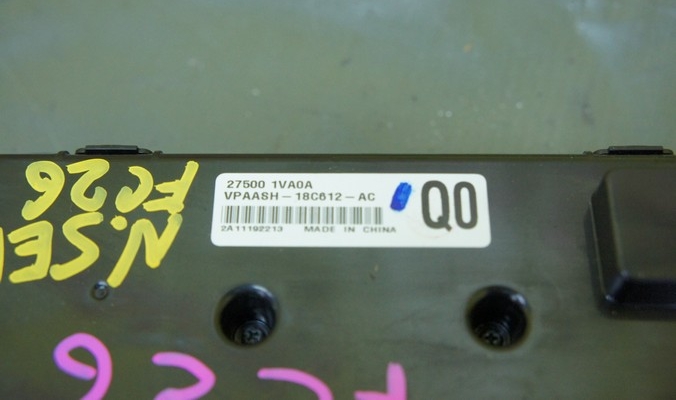 27500 1VA0A
VPAASH-18C612-AC
Q0
2A11192213 MADE IN CHINA
N.SE
FC26
FC26